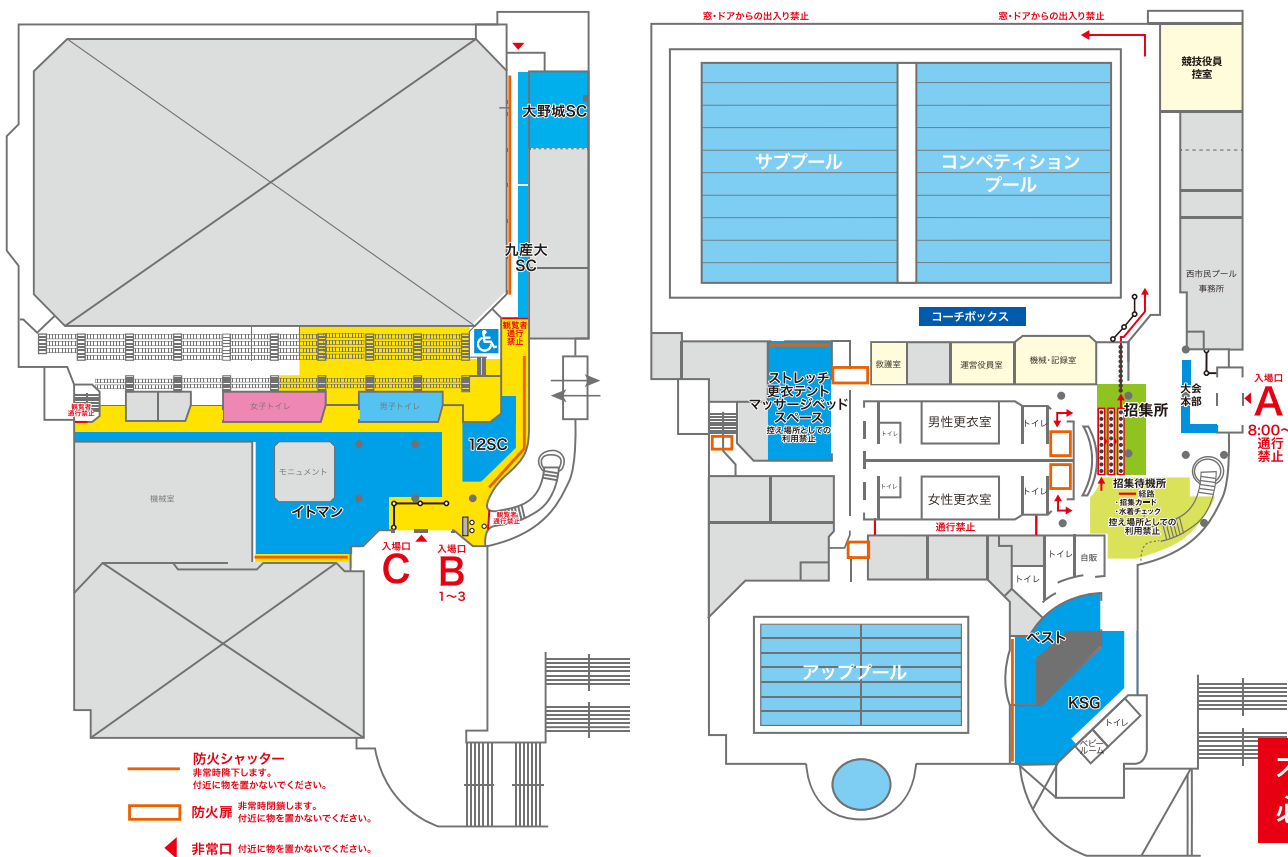 大野城SC
九産大
SC
観覧者
通行
禁止
観覧者
通行禁止
女子トイレ
男子トイレ
12SC
モニュメント
機械室
イトマン
観覧者
通行禁止
入場口
C
入場口
B
1〜3
防火シャッター
非常時降下します。
付近に物を置かないでください。
防火扉
非常時閉鎖します。
付近に物を置かないでください。
非常口
付近に物を置かないでください。
窓・ドアからの出入り禁止
窓・ドアからの出入り禁止
競技役員
控室
サブプール
コンペティション
プール
西市民プール
事務所
コーチボックス
救護室
運営役員室
機械・記録室
ストレッチ
更衣テント
マッサージベッド
スペース
控え場所としての
利用禁止
大会
本部
入場口
A
8:00〜
通行
禁止
招集所
男性更衣室
トイレ
トイレ
女性更衣室
トイレ
トイレ
通行禁止
招集待機所
経路
・招集カード
・水着チェック
控え場所としての
利用禁止
トイレ
自販
トイレ
ベスト
アッププール
KSG
トイレ
ベビー
ルーム